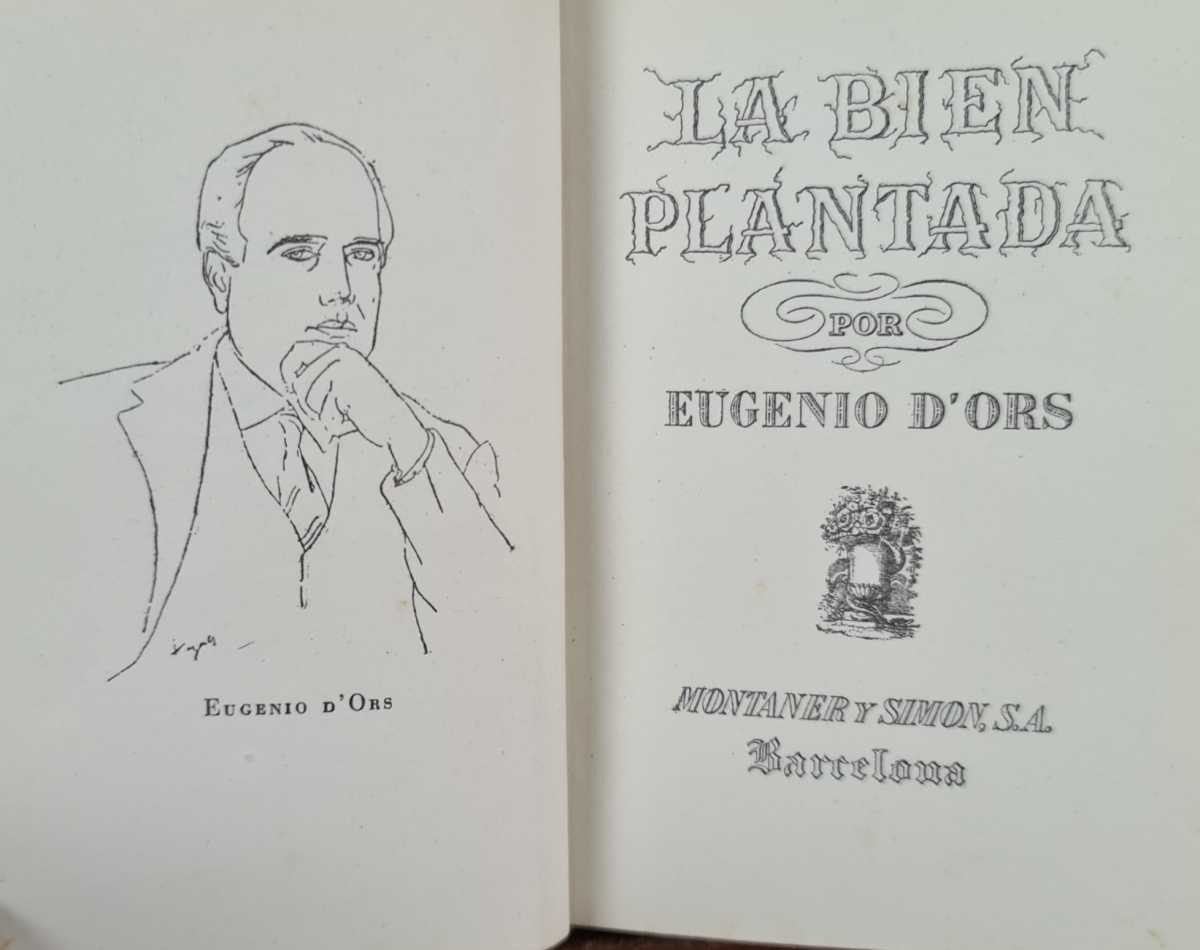 EUGENIO D'ORS
LA BIEN
PLANTADA
POR
EUGENIO D'ORS
MONTANER Y SIMON, S.A.
Barcelona